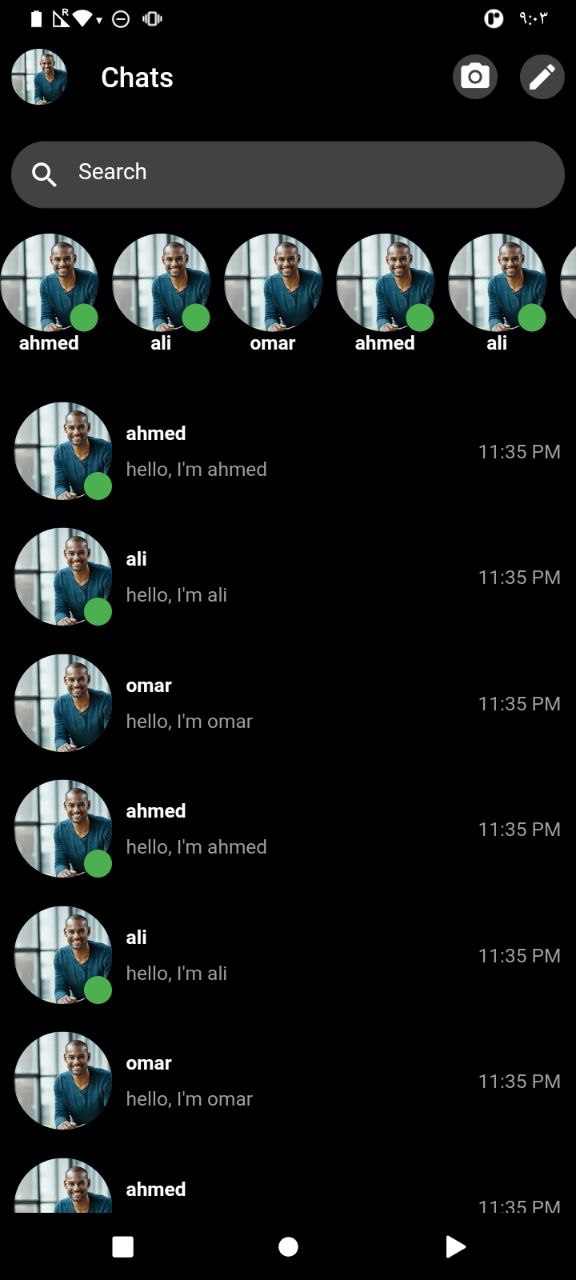 R
٩:٠٣
Chats
Search
ahmed
ali
omar
ahmed
ali
ahmed
hello, I'm ahmed
11:35 PM
ali
hello, I'm ali
11:35 PM
omar
hello, I'm omar
11:35 PM
ahmed
hello, I'm ahmed
11:35 PM
ali
hello, I'm ali
11:35 PM
omar
hello, I'm omar
11:35 PM
ahmed
11:35 PM